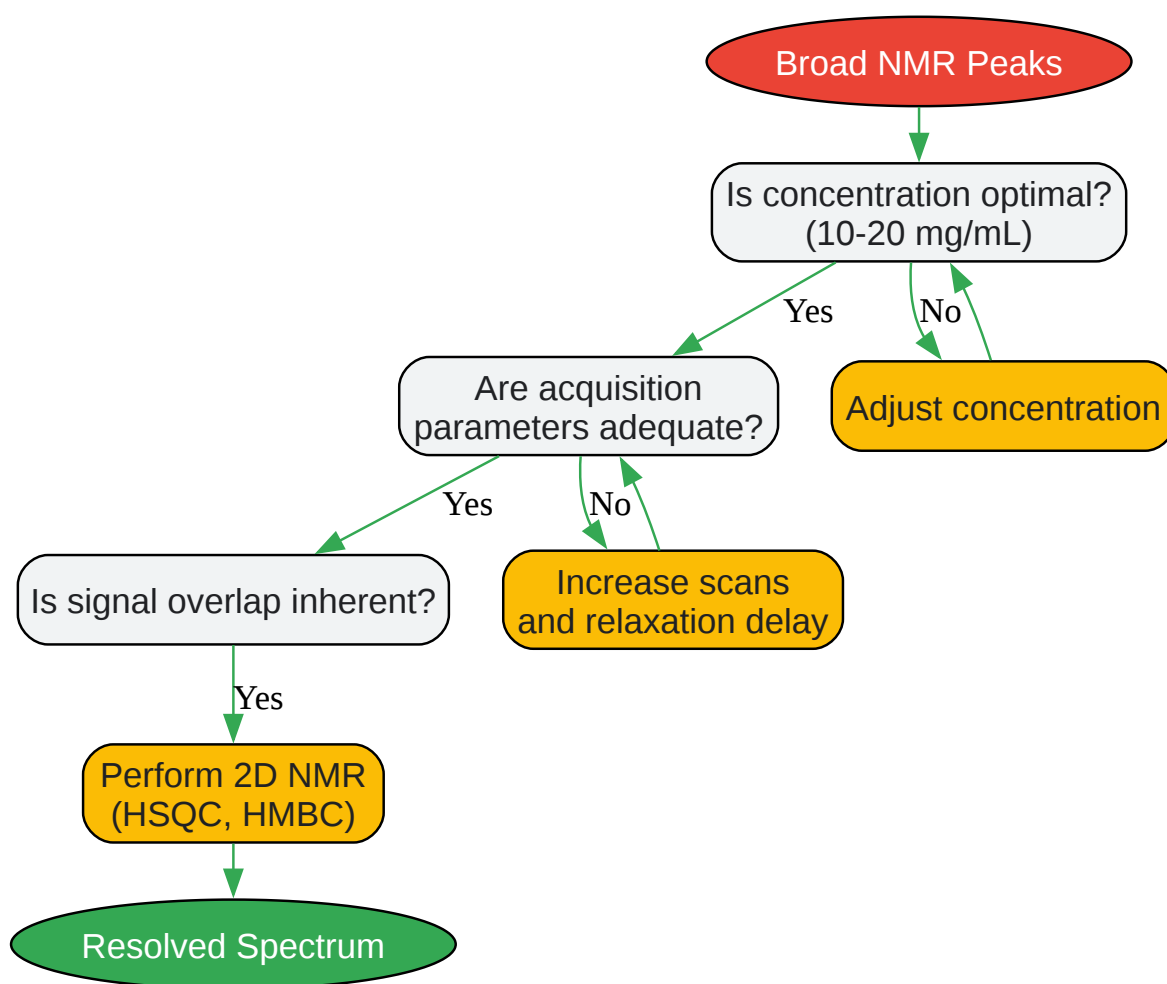 Broad NMR Peaks
Is concentration optimal?
(10-20 mg/mL)
Yes
No
Are acquisition
parameters adequate?
Adjust concentration
Yes
No
Is signal overlap inherent?
Increase scans
and relaxation delay
Yes
Perform 2D NMR
(HSQC, HMBC)
Resolved Spectrum